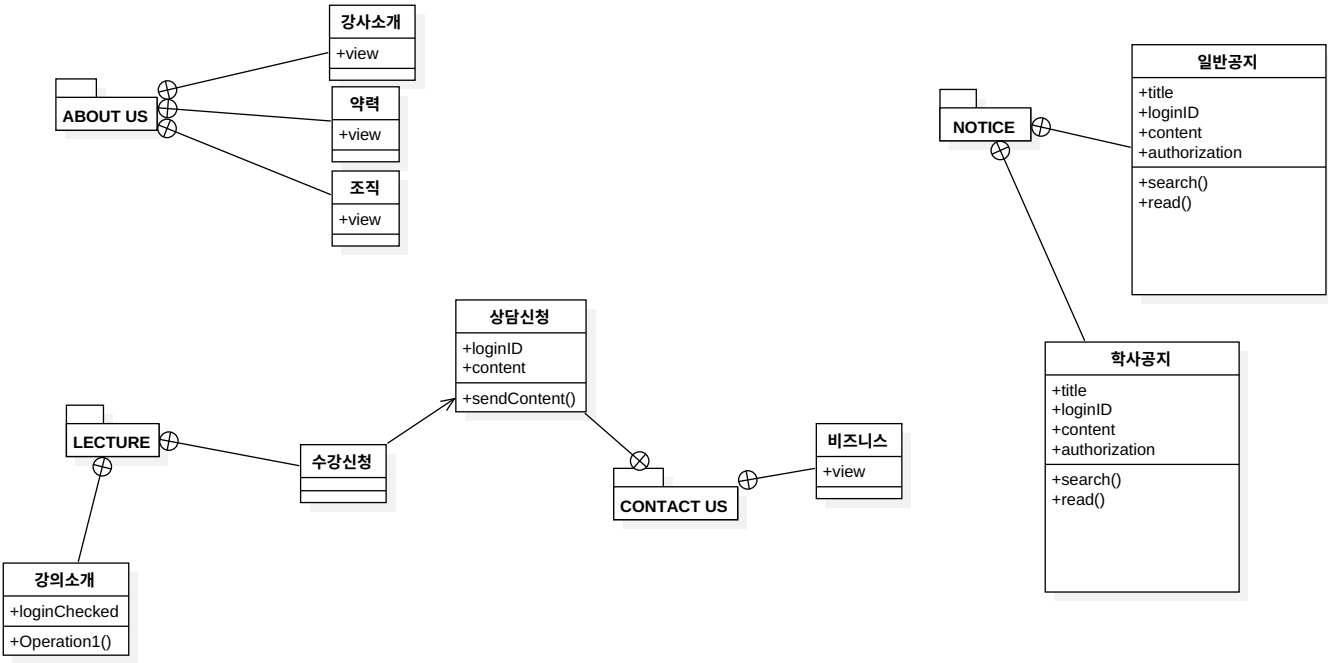 강사소개
+view
ABOUT US
약력
+view
조직
+view
NOTICE
일반공지
+title
+loginID
+content
+authorization
+search()
+read()
상담신청
+loginID
+content
+sendContent()
LECTURE
수강신청
비즈니스
+view
CONTACT US
학사공지
+title
+loginID
+content
+authorization
+search()
+read()
강의소개
+loginChecked
+Operation1()